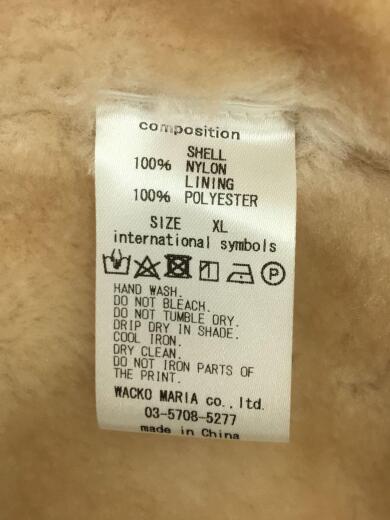 composition
SHELL
100% NYLON
LINING
100% POLYESTER
SIZE XL
international symbols
P
HAND WASH.
DO NOT BLEACH.
DO NOT TUMBLE DRY.
DRIP DRY IN SHADE.
COOL IRON.
DRY CLEAN.
DO NOT IRON PARTS OF
THE PRINT.
WACKO MARIA co.,ltd.
03-5708-5277
made in China